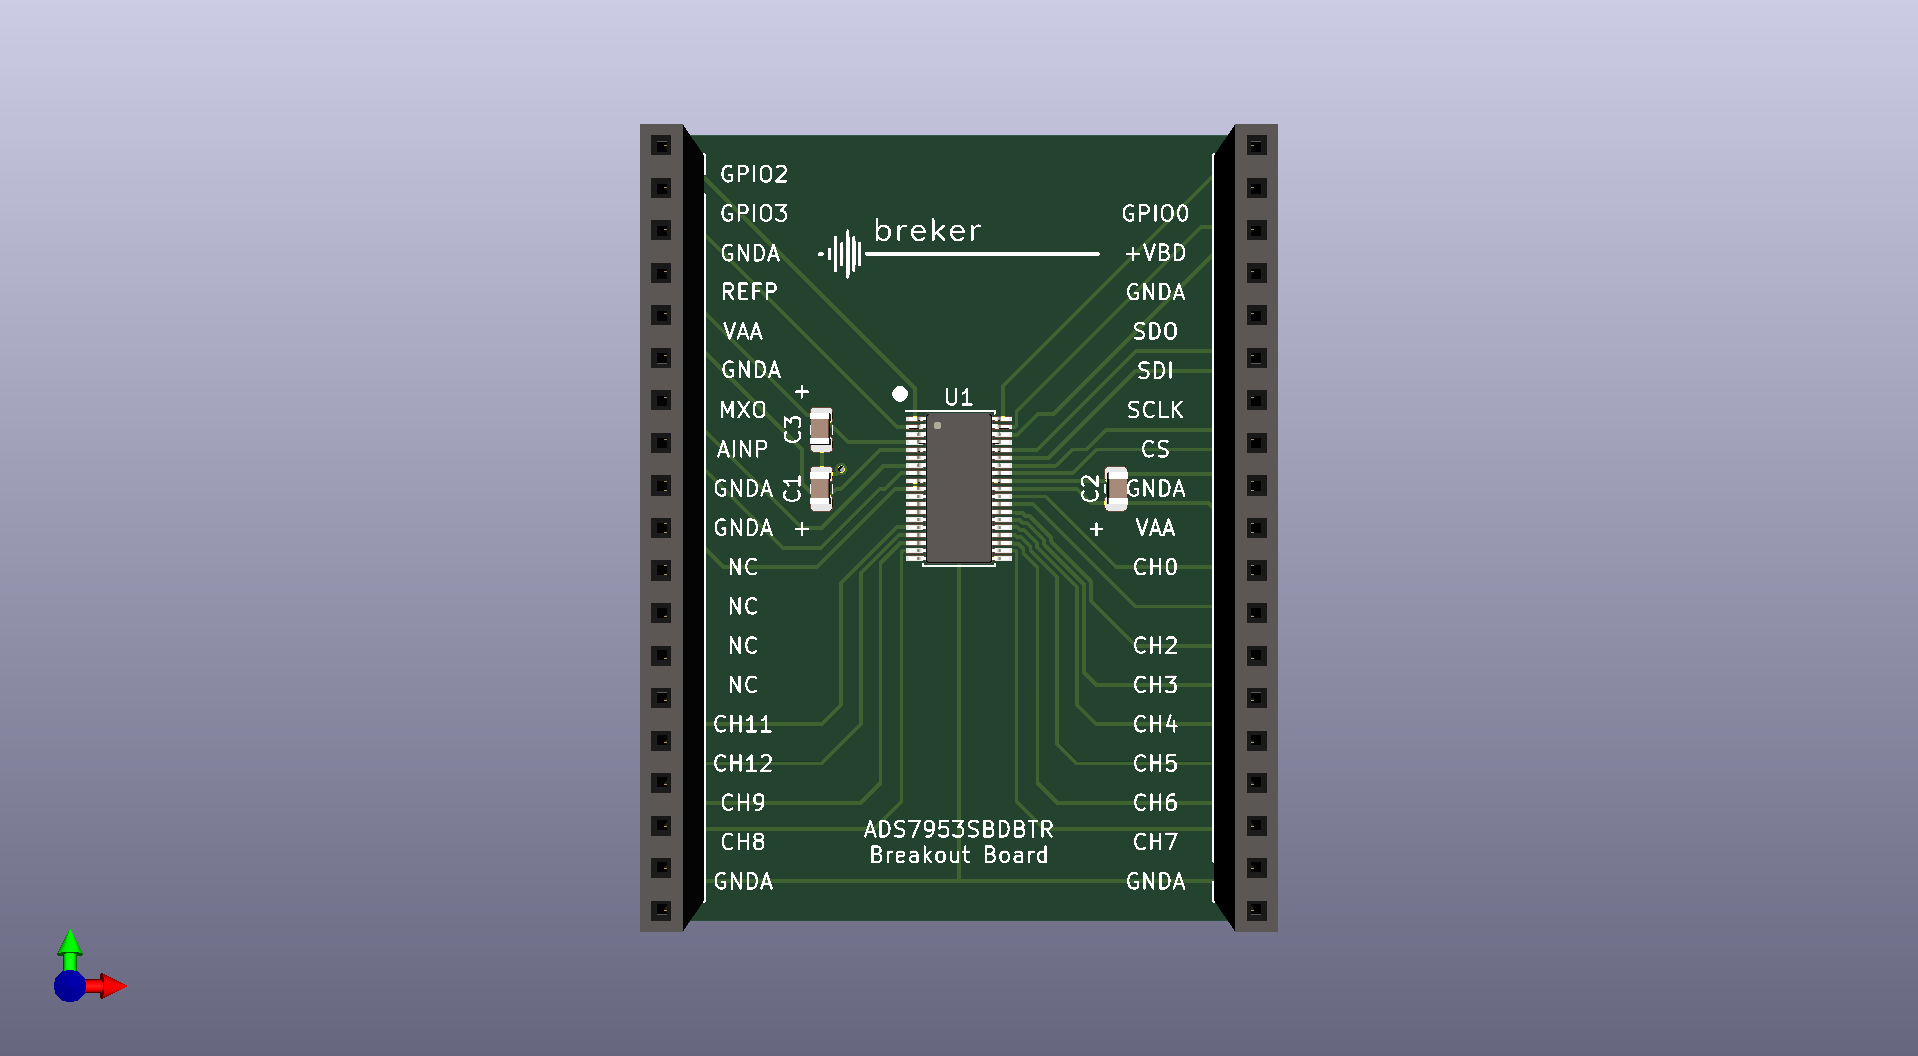 GPIO2
GPIO3
GPIO0
breker
GNDA
+VBD
REFP
GNDA
VAA
SDO
GNDA
SDI
+
U1
MXO
SCLK
C3
AINP
CS
GNDA
C1
C2
GNDA
GNDA
+
+
VAA
NC
CH0
NC
NC
CH2
NC
CH3
CH11
CH4
CH12
CH5
CH9
CH6
ADS7953SBDBTR
Breakout Board
CH8
CH7
GNDA
GNDA